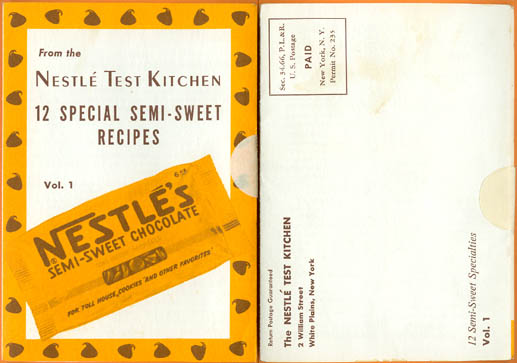 From the
NESTLÉ TEST KITCHEN
12 SPECIAL SEMI-SWEET
RECIPES
Vol. 1
6 oz
NESTLÉ'S
®
SEMI-SWEET CHOCOLATE
FOR TOLL HOUSE COOKIES AND OTHER FAVORITES
Sec. 34.66, P.L.&R.
U. S. Postage
PAID
New York, N. Y.
Permit No. 235
Return Postage Guaranteed
The NESTLÉ TEST KITCHEN
2 William Street
White Plains, New York
12 Semi-Sweet Specialties
Vol. 1